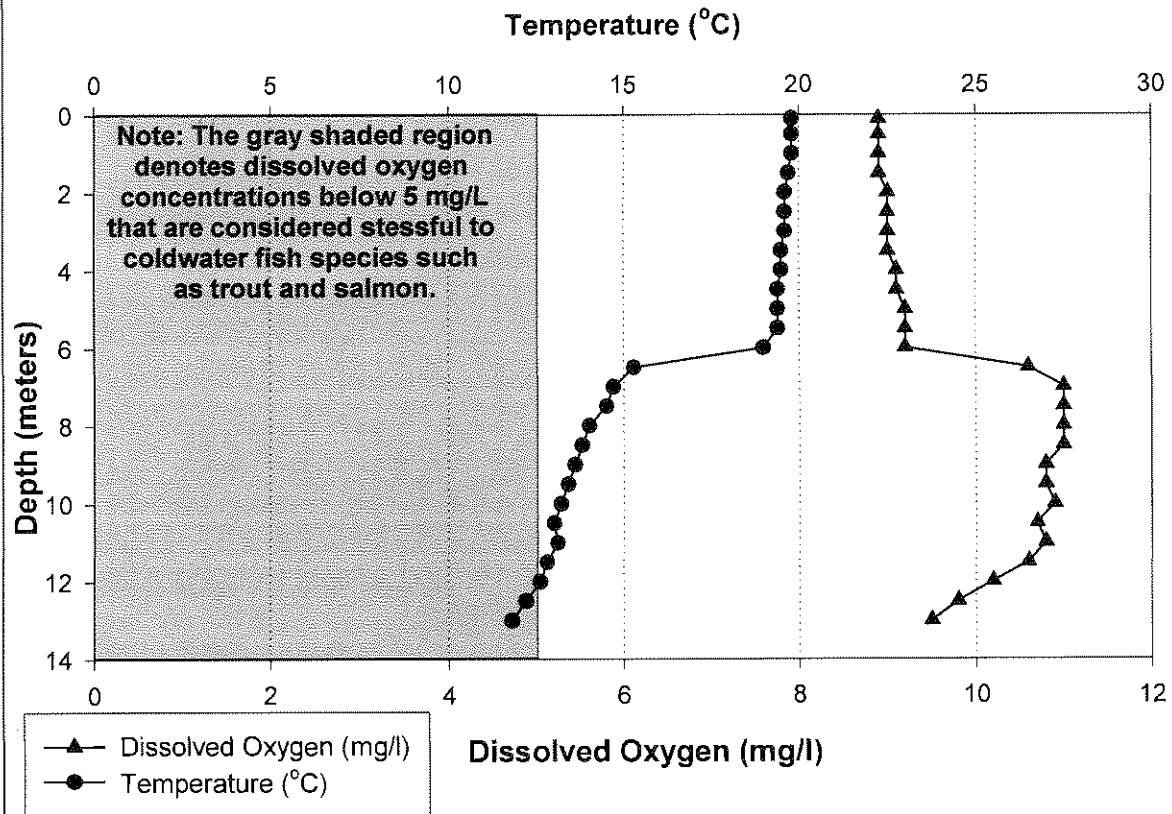 Temperature (°C)
0 5 10 15 20 25 30
Note: The gray shaded region
denotes dissolved oxygen
concentrations below 5 mg/L
that are considered stessful to
coldwater fish species such
as trout and salmon.
Depth (meters)
0
2
4
6
8
10
12
14
0 2 4 6 8 10 12
Dissolved Oxygen (mg/l)
Dissolved Oxygen (mg/l)
Temperature (°C)